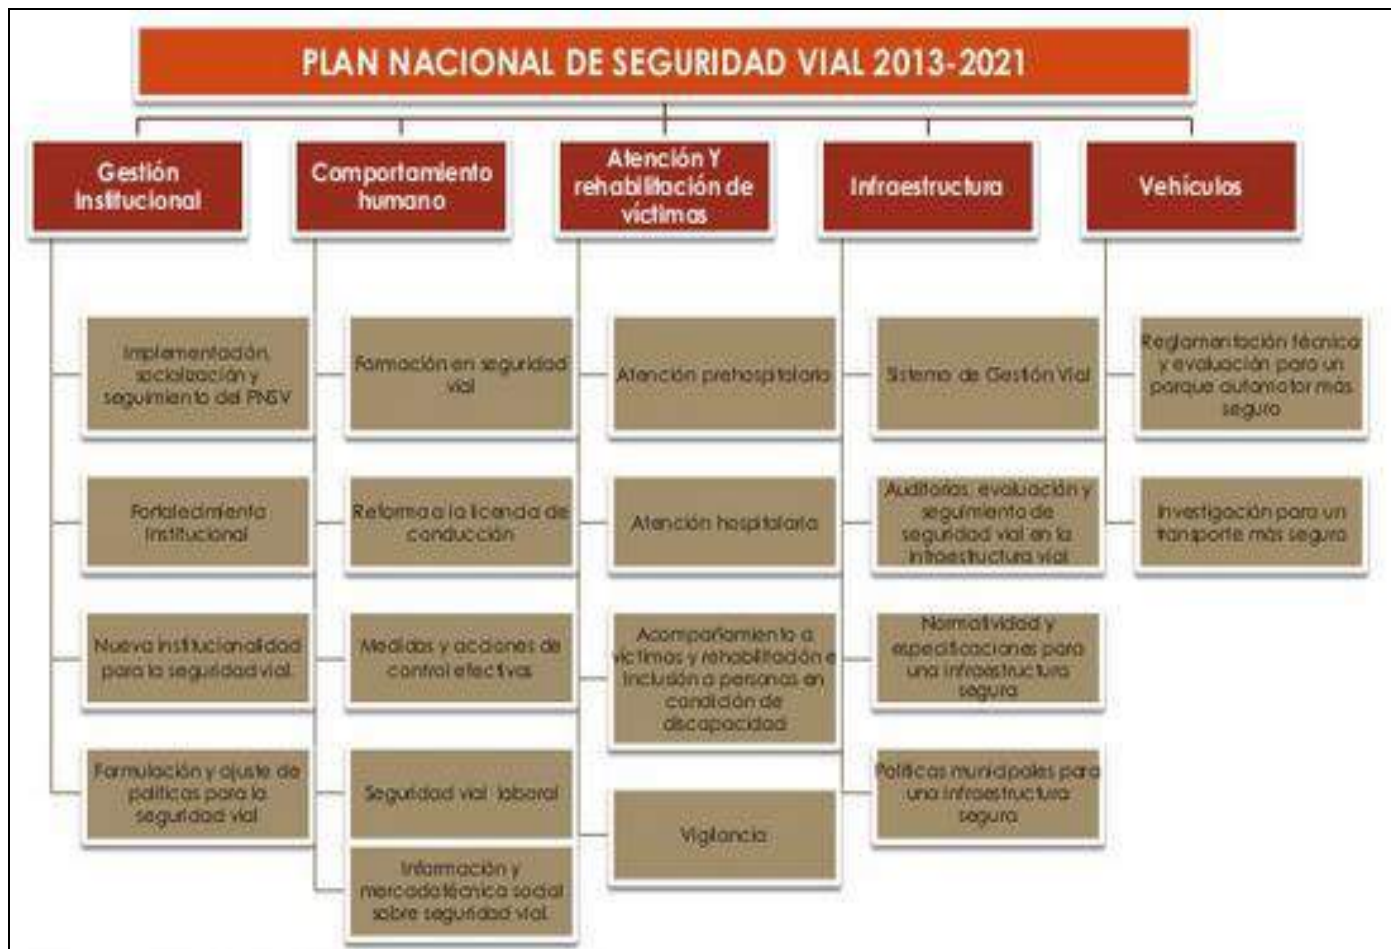 PLAN NACIONAL DE SEGURIDAD VIAL 2013-2021
Gestión
Institucional
Implementación,
socialización y
seguimiento del PNSV
Fortalecimiento
Institucional
Nueva institucionalidad
para la seguridad vial.
Formulación y ajuste de
políticas para la
seguridad vial
Comportamiento
humano
Formación en seguridad
vial
Reforma a la licencia de
conducción
Medidas y acciones de
control efectivas
Seguridad vial laboral
Información y
mercadotécnica social
sobre seguridad vial.
Atención Y
rehabilitación de
víctimas
Atención prehospitalaria
Atención hospitalaria
Acompañamiento a
víctimas y rehabilitación e
inclusión a personas en
condición de
discapacidad
Vigilancia
Infraestructura
Sistema de Gestión Vial
Auditorias, evaluación y
seguimiento de
seguridad vial en la
infraestructura vial
Normatividad y
especificaciones para
una infraestructura
segura
Políticas municipales para
una infraestructura
segura
Vehículos
Reglamentación técnica
y evaluación para un
parque automotor más
seguro
Investigación para un
transporte más seguro